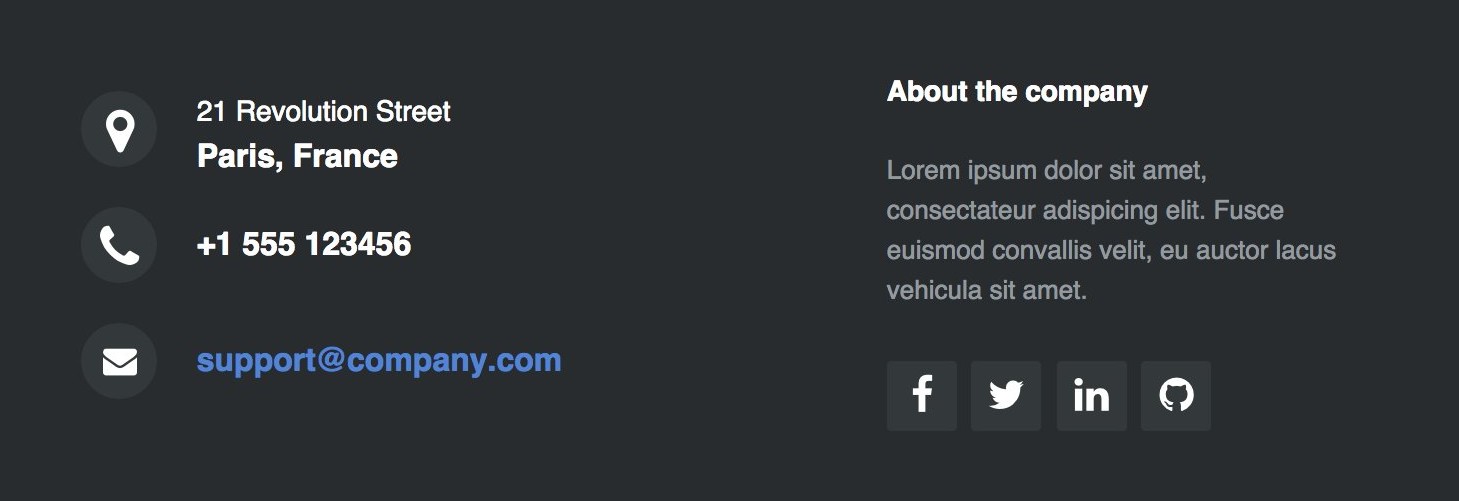 21 Revolution Street
Paris, France
+1 555 123456
support@company.com
About the company
Lorem ipsum dolor sit amet,
consectateur adispicing elit. Fusce
euismod convallis velit, eu auctor lacus
vehicula sit amet.